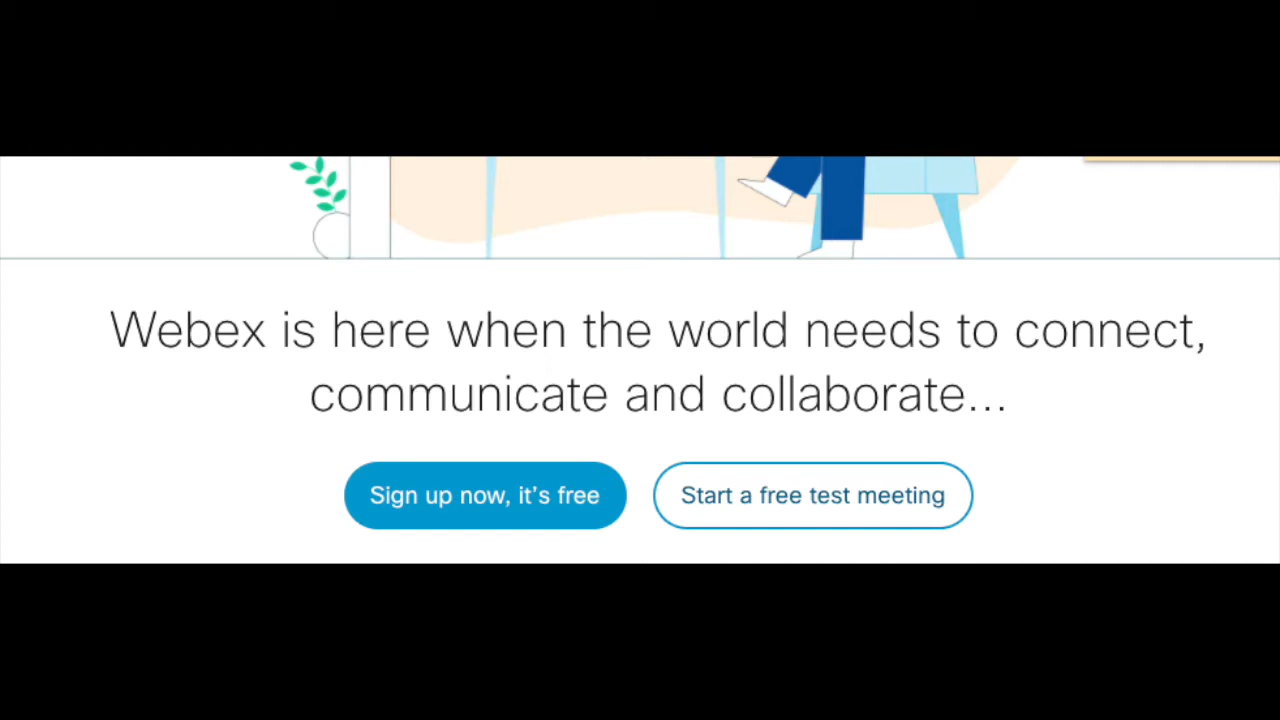 Webex is here when the world needs to connect,
communicate and collaborate...
Sign up now, it's free
Start a free test meeting